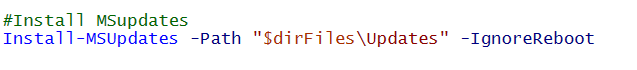 #Install MSupdates
Install-MSUpdates -Path "$dirFiles\Updates" -IgnoreReboot